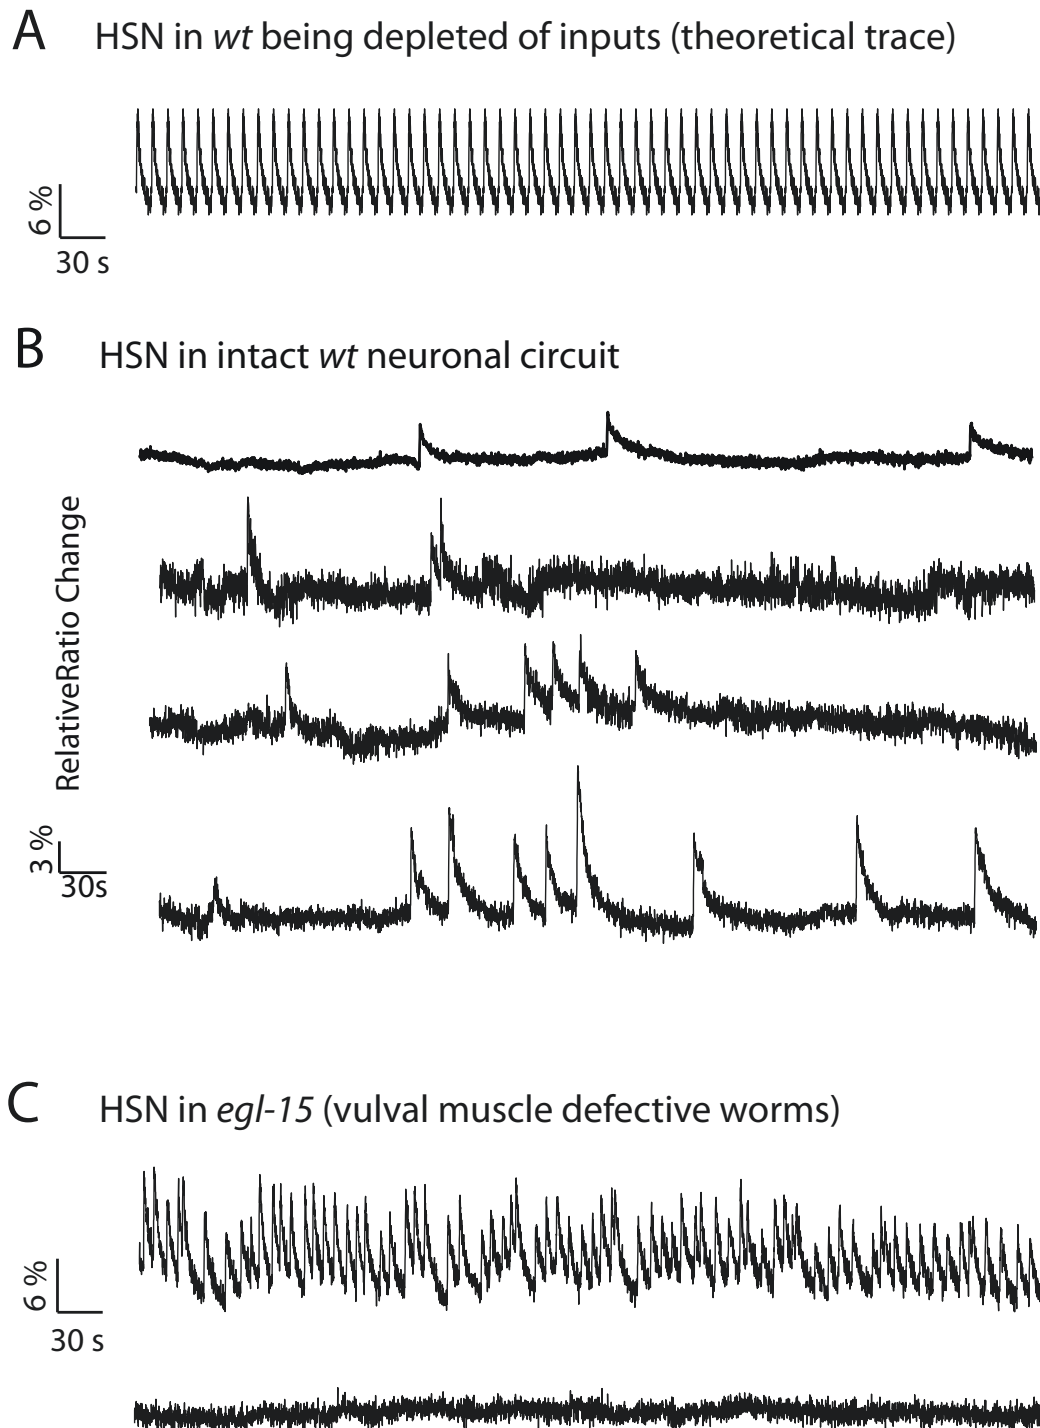 A HSN in wt being depleted of inputs (theoretical trace)
6 %
30 s
B HSN in intact wt neuronal circuit
RelativeRatio Change
3 %
30s
C HSN in egl-15 (vulval muscle defective worms)
6 %
30 s